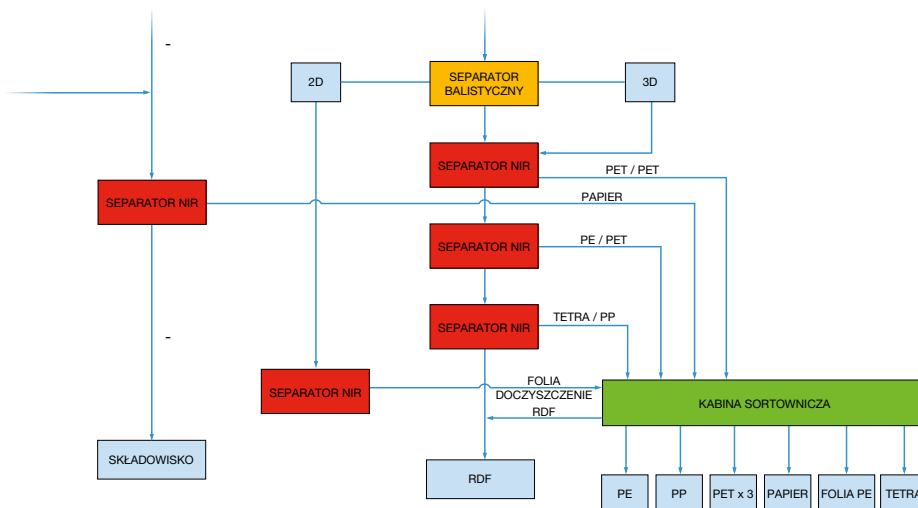 -
2D
SEPARATOR
BALISTYCZNY
3D
SEPARATOR NIR
PET / PET
SEPARATOR NIR
PAPIER
SEPARATOR NIR
PE / PET
SEPARATOR NIR
TETRA / PP
-
SEPARATOR NIR
FOLIA
DOCZYSZCZENIE
RDF
KABINA SORTOWNICZA
SKŁADOWISKO
RDF
PE
PP
PET x 3
PAPIER
FOLIA PE
TETRA